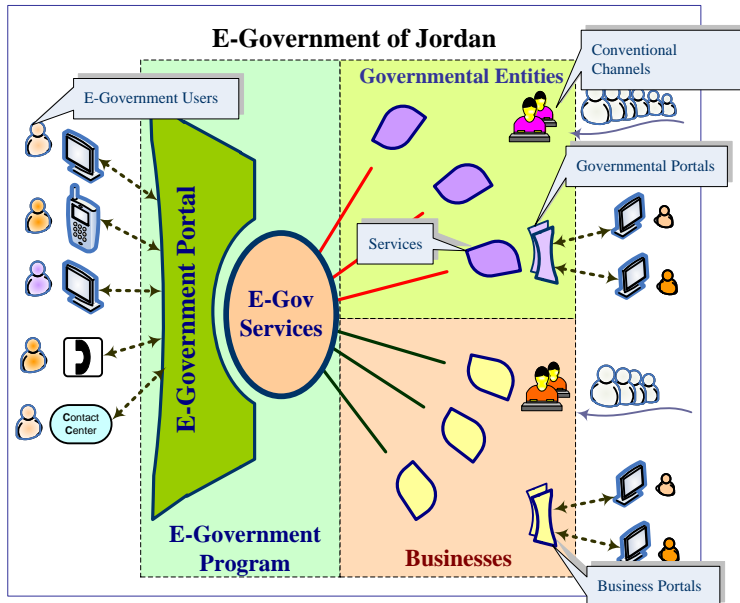 E-Government of Jordan
Conventional
Channels
Governmental Entities
E-Government Users
Governmental Portals
E-Government Portal
Services
E-Gov
Services
Contact
Center
E-Government
Program
Businesses
Business Portals